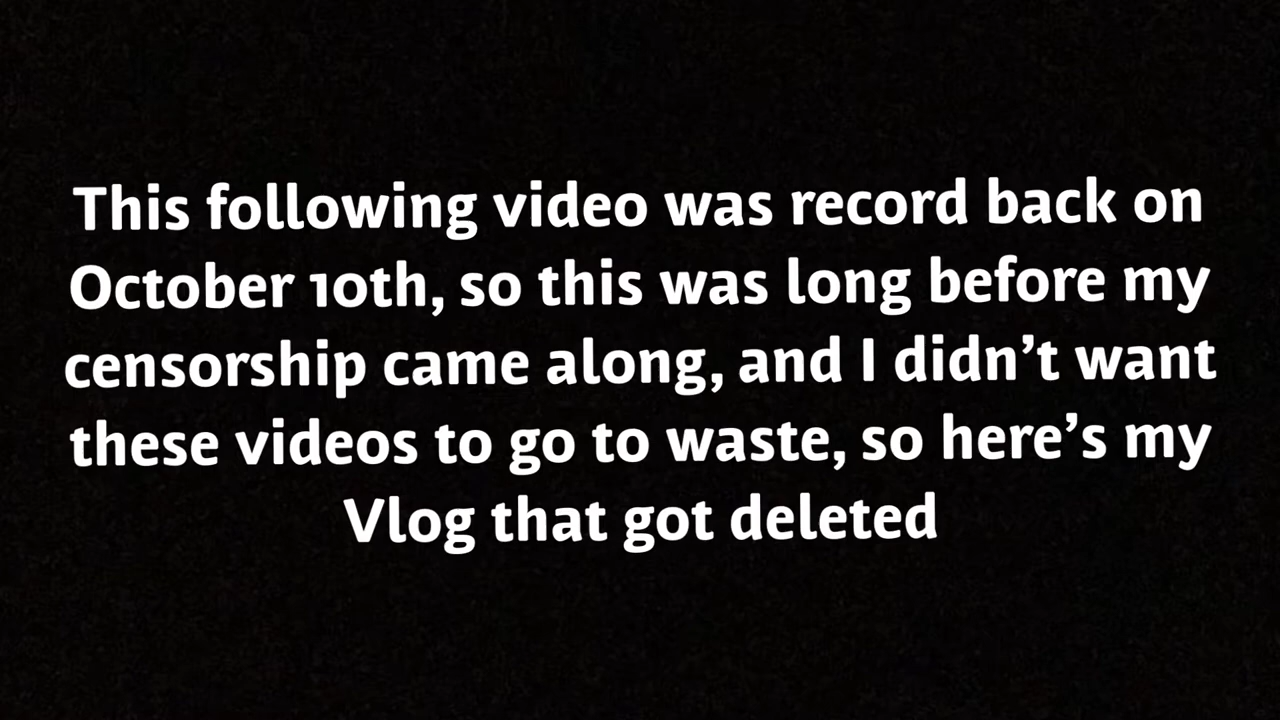 This following video was record back on
October 10th, so this was long before my
censorship came along, and I didn’t want
these videos to go to waste, so here’s my
Vlog that got deleted